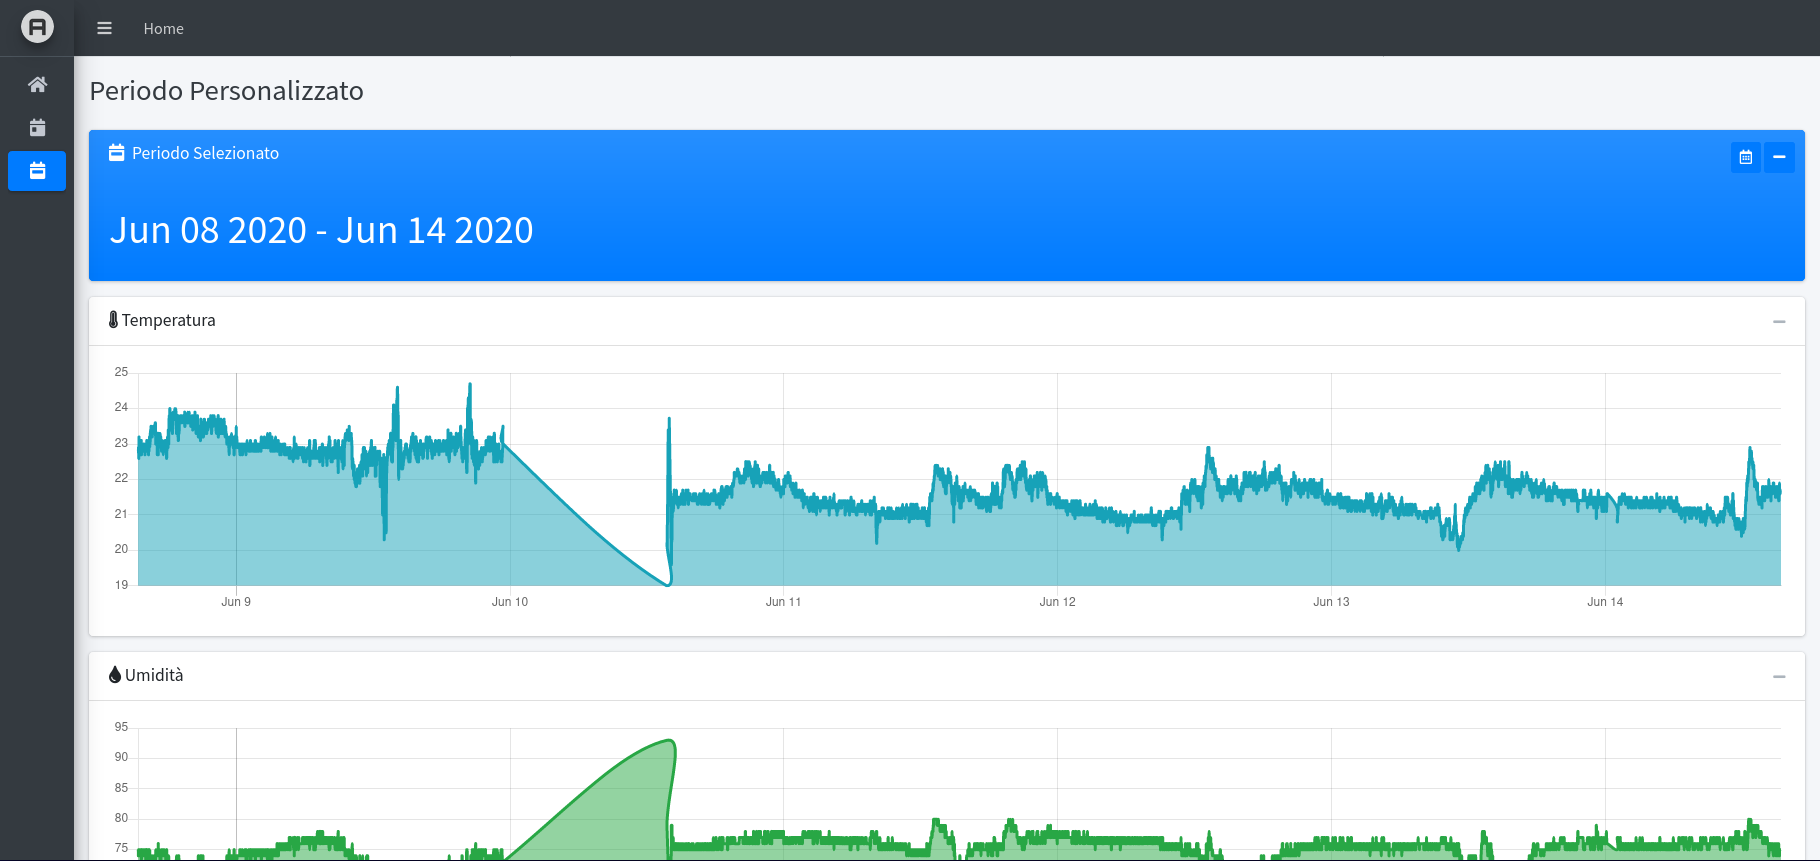 Home
Periodo Personalizzato
Periodo Selezionato
Jun 08 2020 - Jun 14 2020
Temperatura
25
24
23
22
21
20
19
Jun 9 Jun 10 Jun 11 Jun 12 Jun 13 Jun 14
Umidità
95
90
85
80
75